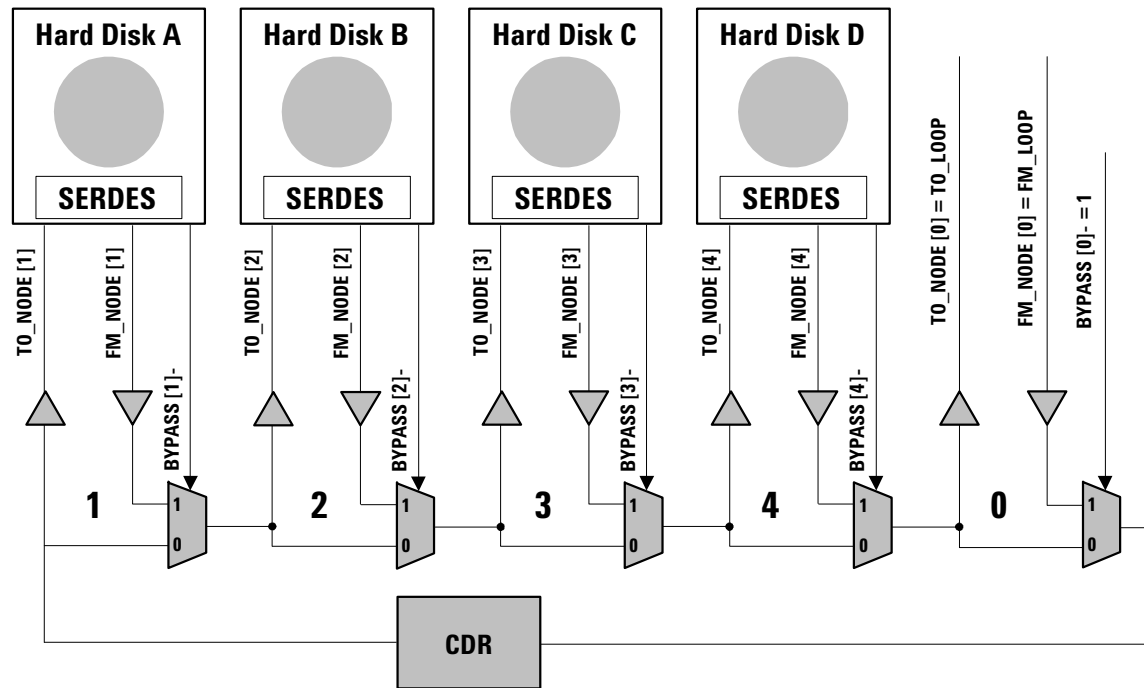 Hard Disk A
Hard Disk B
Hard Disk C
Hard Disk D
SERDES
SERDES
SERDES
SERDES
TO_NODE [1]
FM_NODE [1]
BYPASS [1]-
TO_NODE [2]
FM_NODE [2]
BYPASS [2]-
TO_NODE [3]
FM_NODE [3]
BYPASS [3]-
TO_NODE [4]
FM_NODE [4]
BYPASS [4]-
TO_NODE [0] = TO_LOOP
FM_NODE [0] = FM_LOOP
BYPASS [0]- = 1
1
1
0
2
1
0
3
1
0
4
1
0
0
1
0
CDR